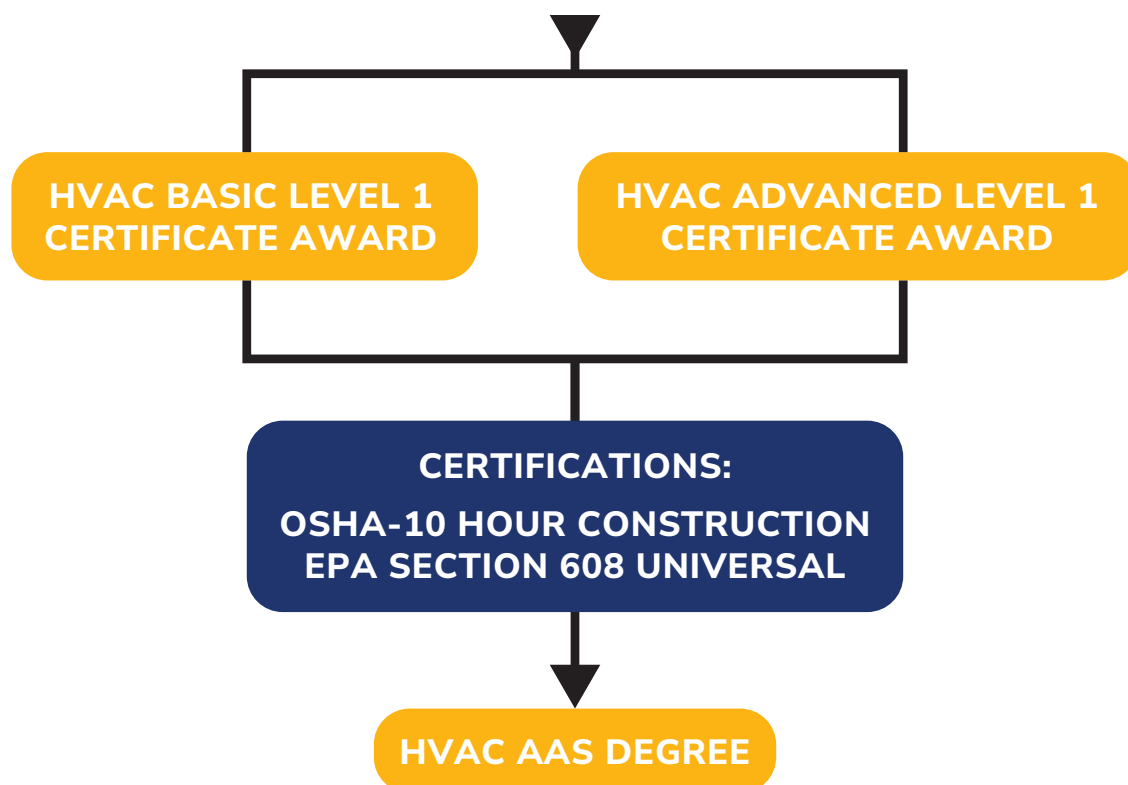 HVAC BASIC LEVEL 1
CERTIFICATE AWARD
HVAC ADVANCED LEVEL 1
CERTIFICATE AWARD
CERTIFICATIONS:
OSHA-10 HOUR CONSTRUCTION
EPA SECTION 608 UNIVERSAL
HVAC AAS DEGREE